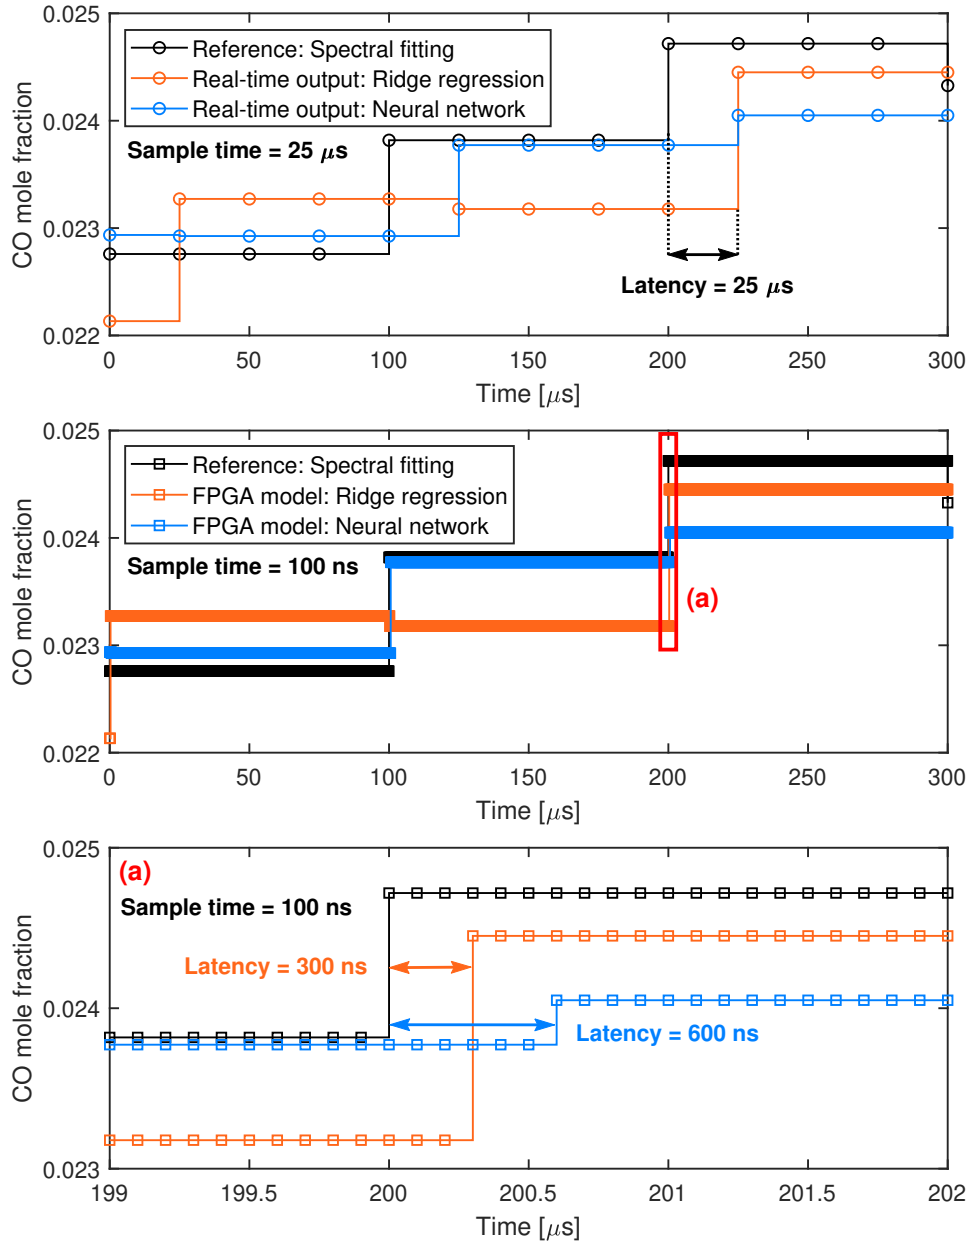 0.025
Reference: Spectral fitting
Real-time output: Ridge regression
Real-time output: Neural network
0.024
Sample time = 25 μs
CO mole fraction
0.023
Latency = 25 μs
0.022
0 50 100 150 200 250 300
Time [μs]
0.025
Reference: Spectral fitting
FPGA model: Ridge regression
FPGA model: Neural network
0.024
Sample time = 100 ns
(a)
CO mole fraction
0.023
0.022
0 50 100 150 200 250 300
Time [μs]
0.025
(a)
Sample time = 100 ns
Latency = 300 ns
CO mole fraction
0.024
Latency = 600 ns
0.023
199 199.5 200 200.5 201 201.5 202
Time [μs]